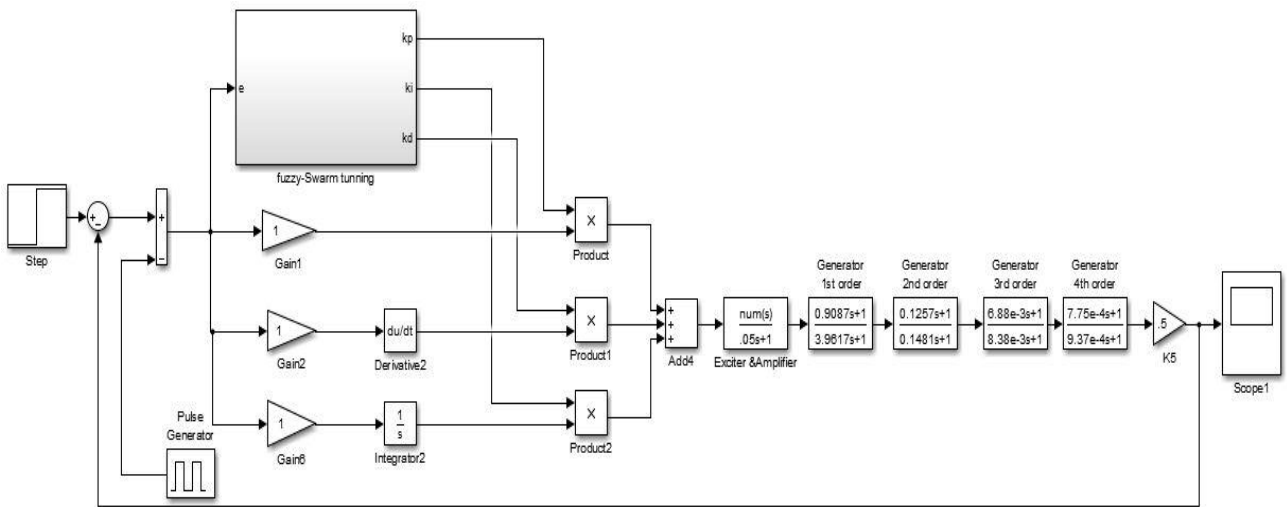 kp
e
ki
kd
fuzzy-Swarm tunning
Step
+
−
+
−
1
Gain1
X
Product
1
Gain2
du/dt
Derivative2
X
Product1
1
Gain6
1
s
Integrator2
X
Product2
Pulse
Generator
+
+
+
Add4
num(s)
.05s+1
Exciter &Amplifier
Generator
1st order
0.9087s+1
3.9617s+1
Generator
2nd order
0.1257s+1
0.1481s+1
Generator
3rd order
6.88e-3s+1
8.38e-3s+1
Generator
4th order
7.75e-4s+1
9.37e-4s+1
.5
K5
Scope1